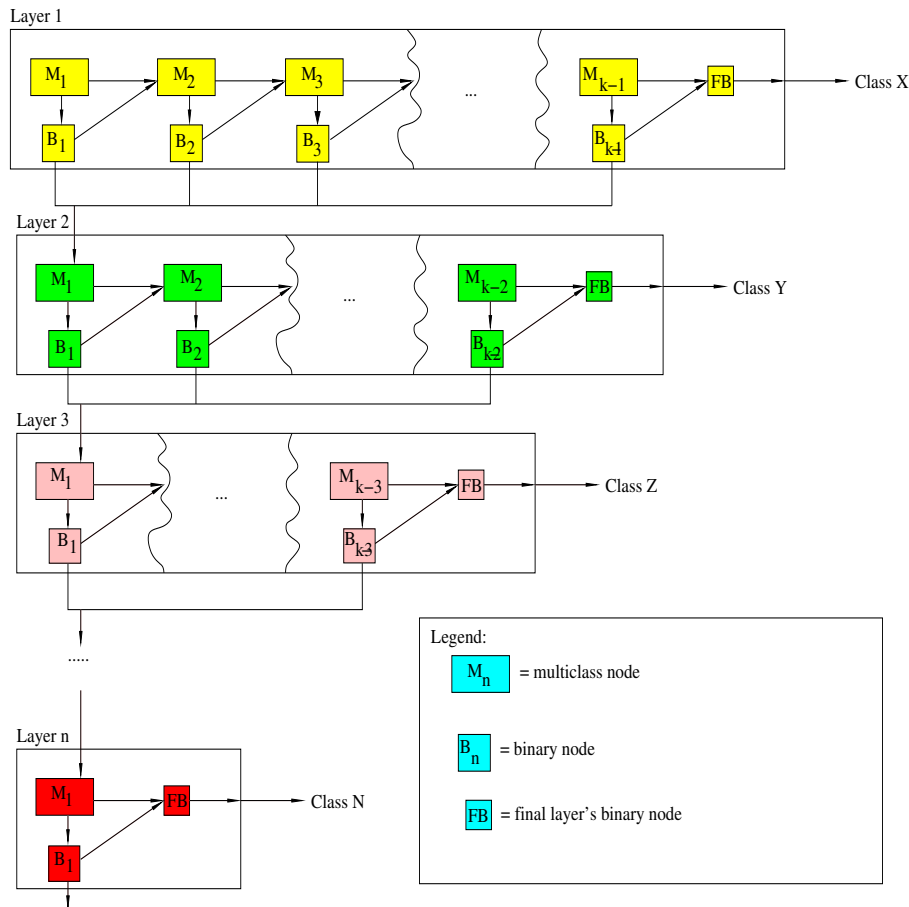 Layer 1
M1 M2 M3 ... Mk−1 FB Class X
B1 B2 B3 Bk−1
Layer 2
M1 M2 ... Mk−2 FB Class Y
B1 B2 Bk−2
Layer 3
M1 ... Mk−3 FB Class Z
B1 Bk−3
.....
Legend:
Mn = multiclass node
Bn = binary node
FB = final layer's binary node
Layer n
M1 FB Class N
B1